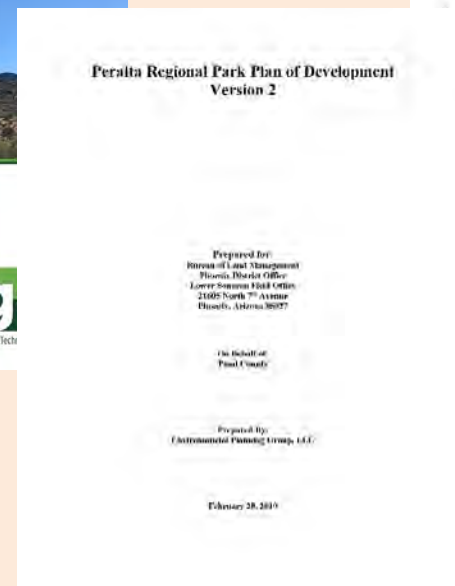 Peralta Regional Park Plan of Development
Version 2
Prepared for:
Bureau of Land Management
Phoenix District Office
Lower Sonoran Field Office
21605 North 7th Avenue
Phoenix, Arizona 85027
On Behalf of:
Pinal County
Prepared By:
Environmental Planning Group, LLC
February 28, 2019
g
Tech